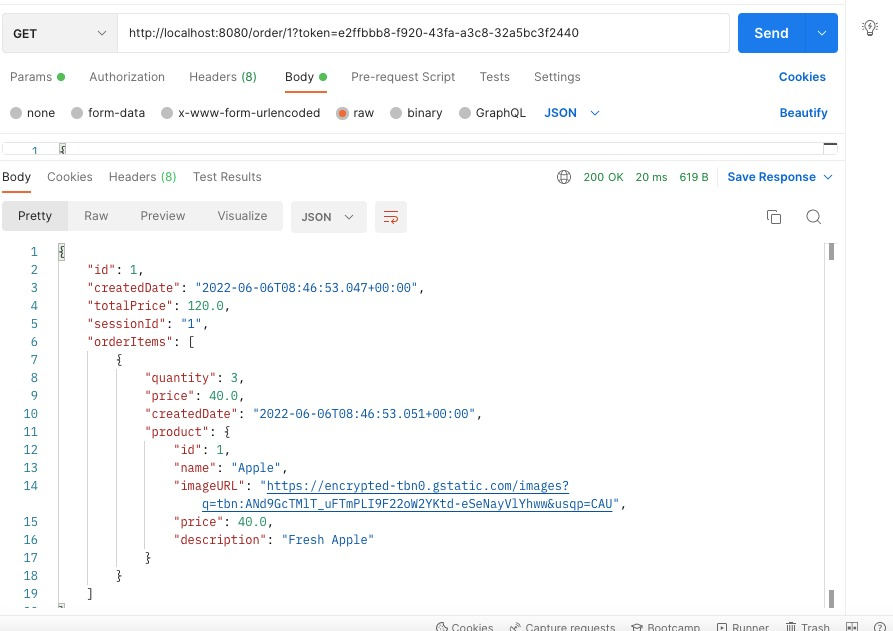 GET http://localhost:8080/order/1?token=e2ffbbb8-f920-43fa-a3c8-32a5bc3f2440 Send
Params Authorization Headers (8) Body Pre-request Script Tests Settings Cookies
none form-data x-www-form-urlencoded raw binary GraphQL JSON Beautify
1 {
Body Cookies Headers (8) Test Results 200 OK 20 ms 619 B Save Response
Pretty Raw Preview Visualize JSON
1 {
2 "id": 1,
3 "createdDate": "2022-06-06T08:46:53.047+00:00",
4 "totalPrice": 120.0,
5 "sessionId": "1",
6 "orderItems": [
7 {
8 "quantity": 3,
9 "price": 40.0,
10 "createdDate": "2022-06-06T08:46:53.051+00:00",
11 "product": {
12 "id": 1,
13 "name": "Apple",
14 "imageURL": "https://encrypted-tbn0.gstatic.com/images?
q=tbn:ANd9GcTMlT_uFTmPLI9F22oW2YKtd-eSeNayVlYhww&usqp=CAU",
15 "price": 40.0,
16 "description": "Fresh Apple"
17 }
18 }
19 ]
Cookies Capture requests Bootcamp Runner Trash